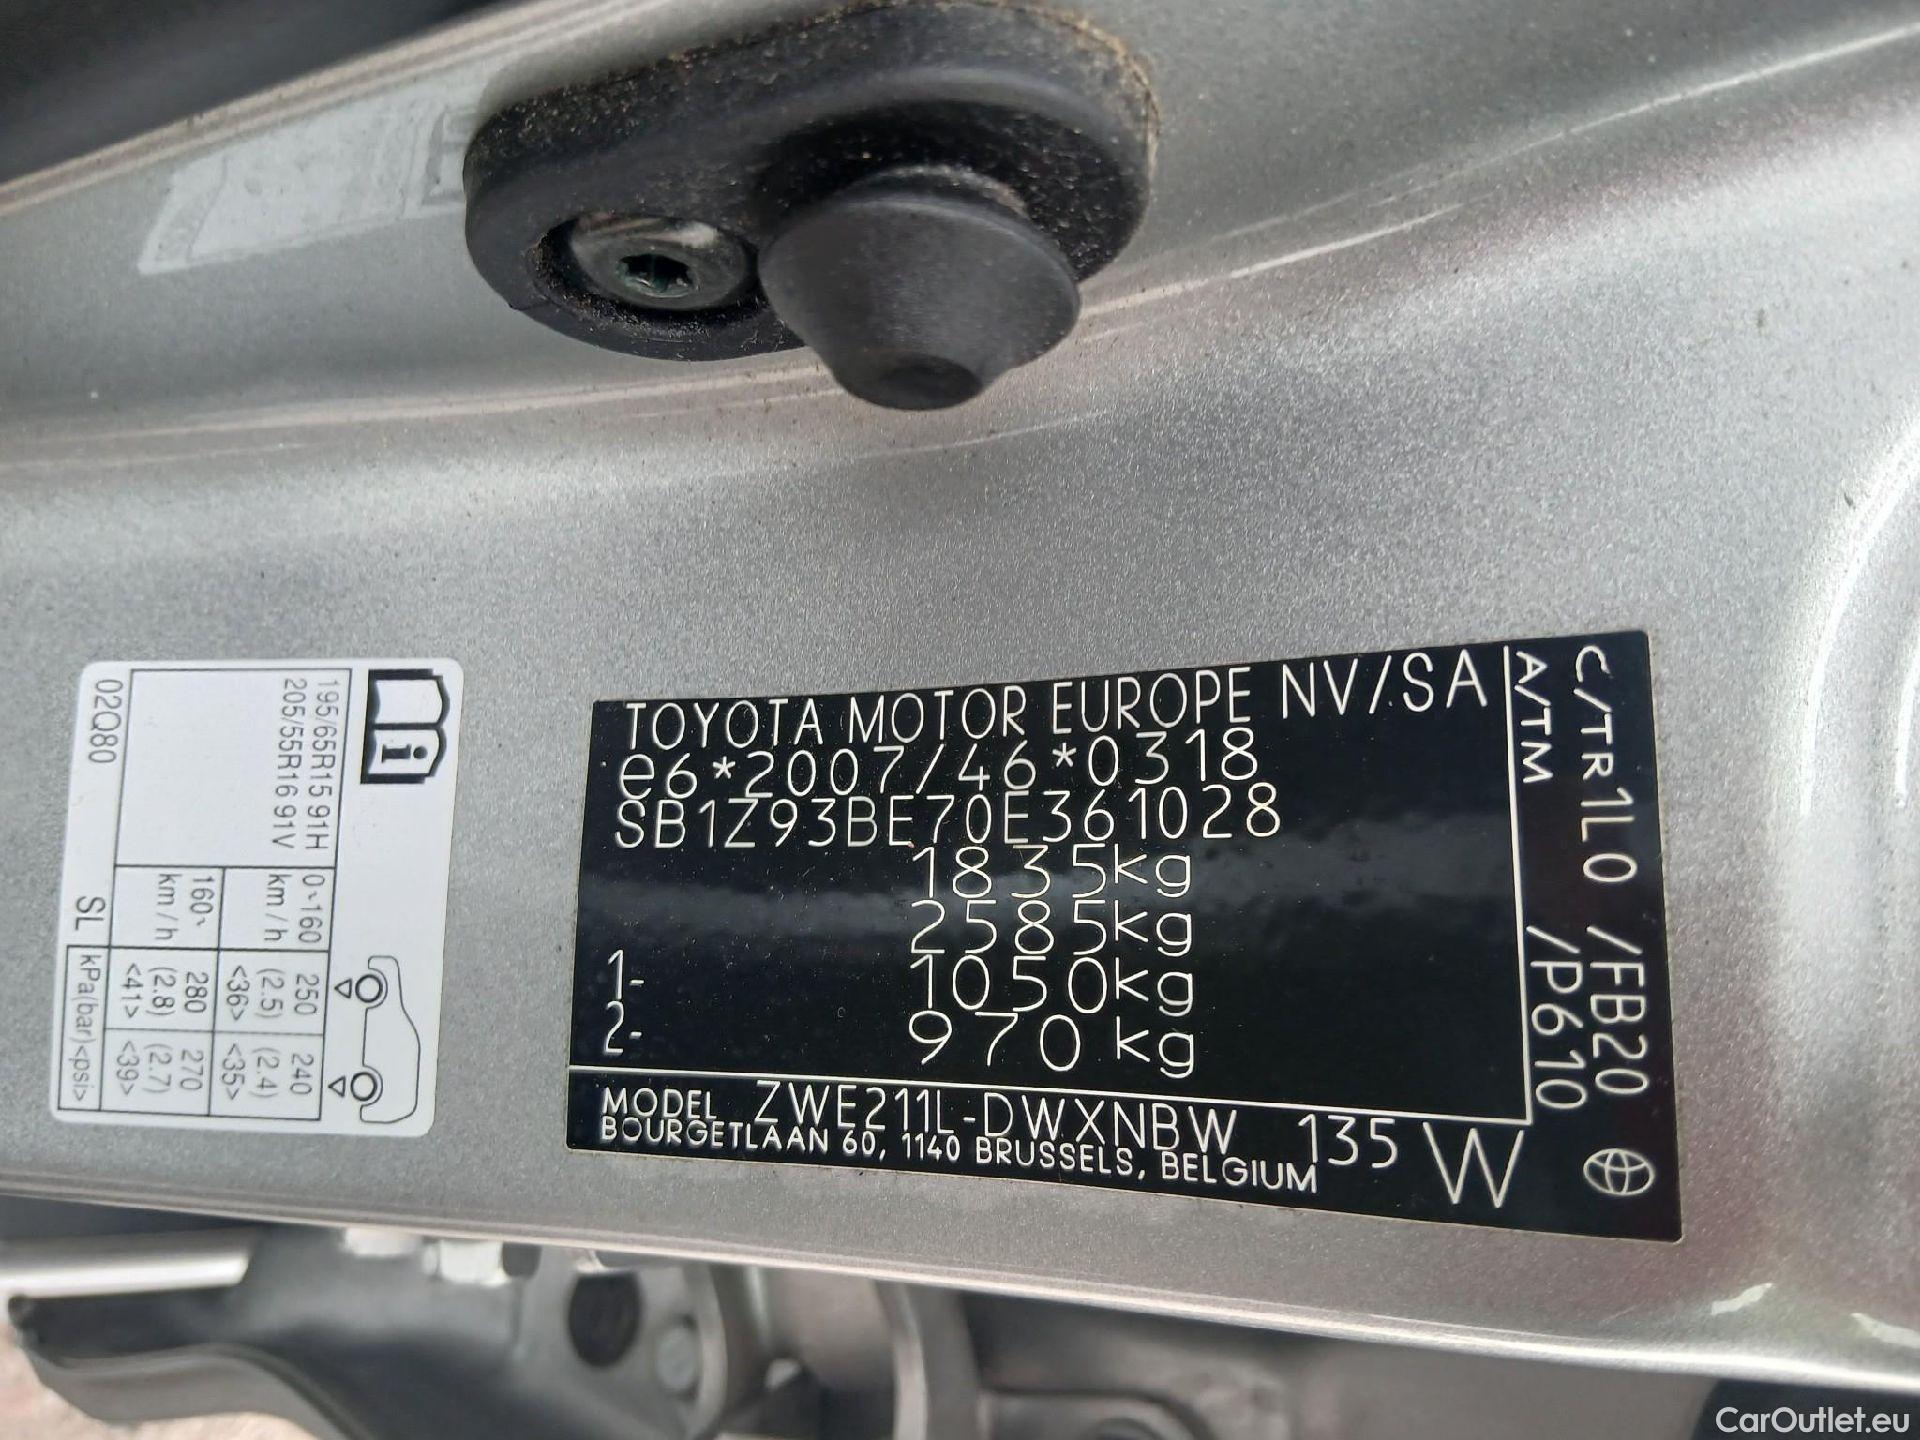 TOYOTA MOTOR EUROPE NV/SA
e6*2007/46*0318
SB1Z93BE70E361028
1835kg
2585kg
1- 1050kg
2- 970kg
MODEL ZWE211L-DWXNBW 135 W
BOURGETLAAN 60, 1140 BRUSSELS, BELGIUM
C/TR 1L0 /FB20
A/TM /P610
i
195/65R15 91H
205/55R16 91V
0~160 km/h
250 (2.5) <36>
240 (2.4) <35>
160~ km/h
280 (2.8) <41>
270 (2.7) <39>
02Q80
SL
kPa(bar)<psi>
CarOutlet.eu